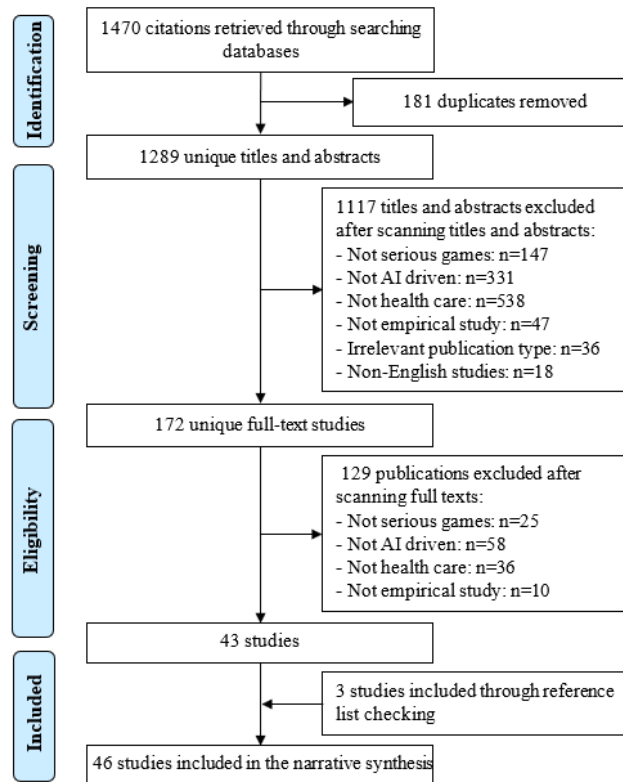 Identification
1470 citations retrieved through searching
databases
181 duplicates removed
1289 unique titles and abstracts
Screening
1117 titles and abstracts excluded
after scanning titles and abstracts:
- Not serious games: n=147
- Not AI driven: n=331
- Not health care: n=538
- Not empirical study: n=47
- Irrelevant publication type: n=36
- Non-English studies: n=18
172 unique full-text studies
Eligibility
129 publications excluded after
scanning full texts:
- Not serious games: n=25
- Not AI driven: n=58
- Not health care: n=36
- Not empirical study: n=10
43 studies
Included
3 studies included through reference
list checking
46 studies included in the narrative synthesis